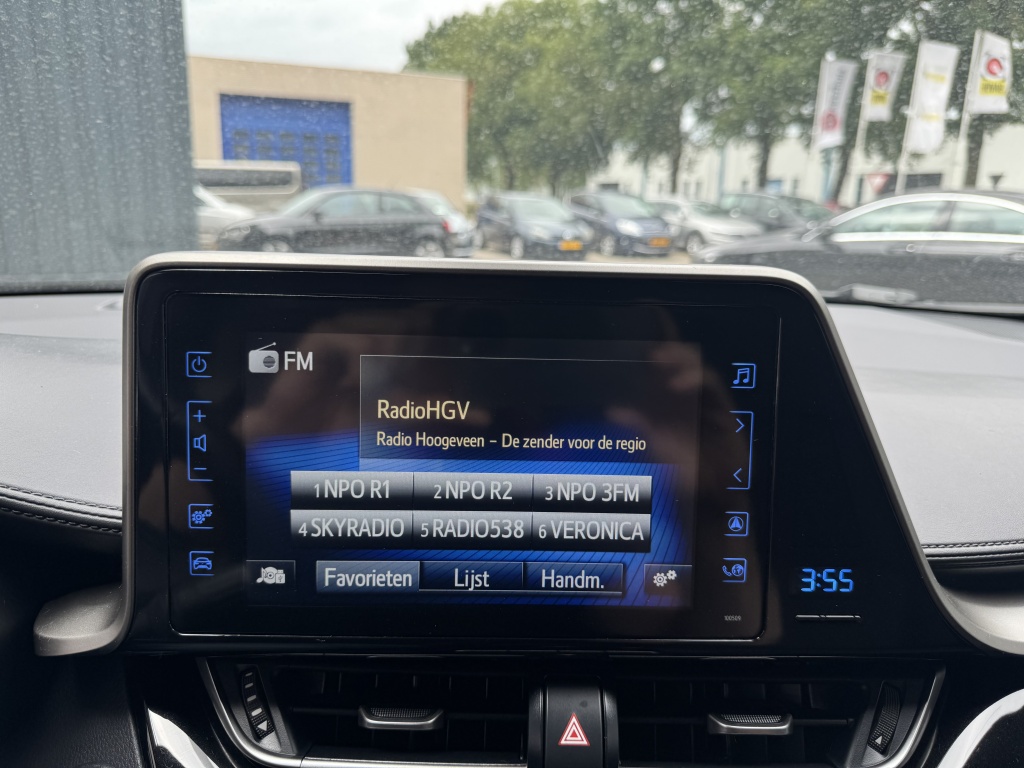 FM
RadioHGV
Radio Hoogeveen – De zender voor de regio
1 NPO R1 2 NPO R2 3 NPO 3FM
4 SKYRADIO 5 RADIO538 6 VERONICA
Favorieten Lijst Handm.
3:55